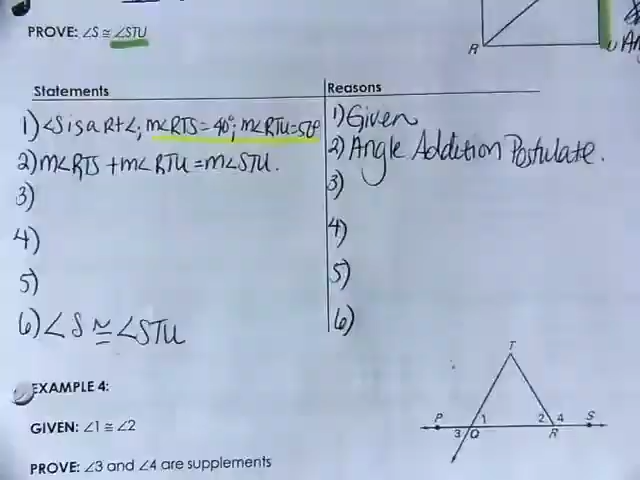 PROVE: ∠S ≅ ∠STU
R
U
Statements
Reasons
1) ∠S is a Rt ∠; m∠RTS = 40°; m∠RTU = 50°
1) Given
2) m∠RTS + m∠RTU = m∠STU.
2) Angle Addition Postulate.
3)
3)
4)
4)
5)
5)
6) ∠S ≅ ∠STU
6)
EXAMPLE 4:
GIVEN: ∠1 ≅ ∠2
PROVE: ∠3 and ∠4 are supplements
T
P
1
2
4
S
3
Q
R